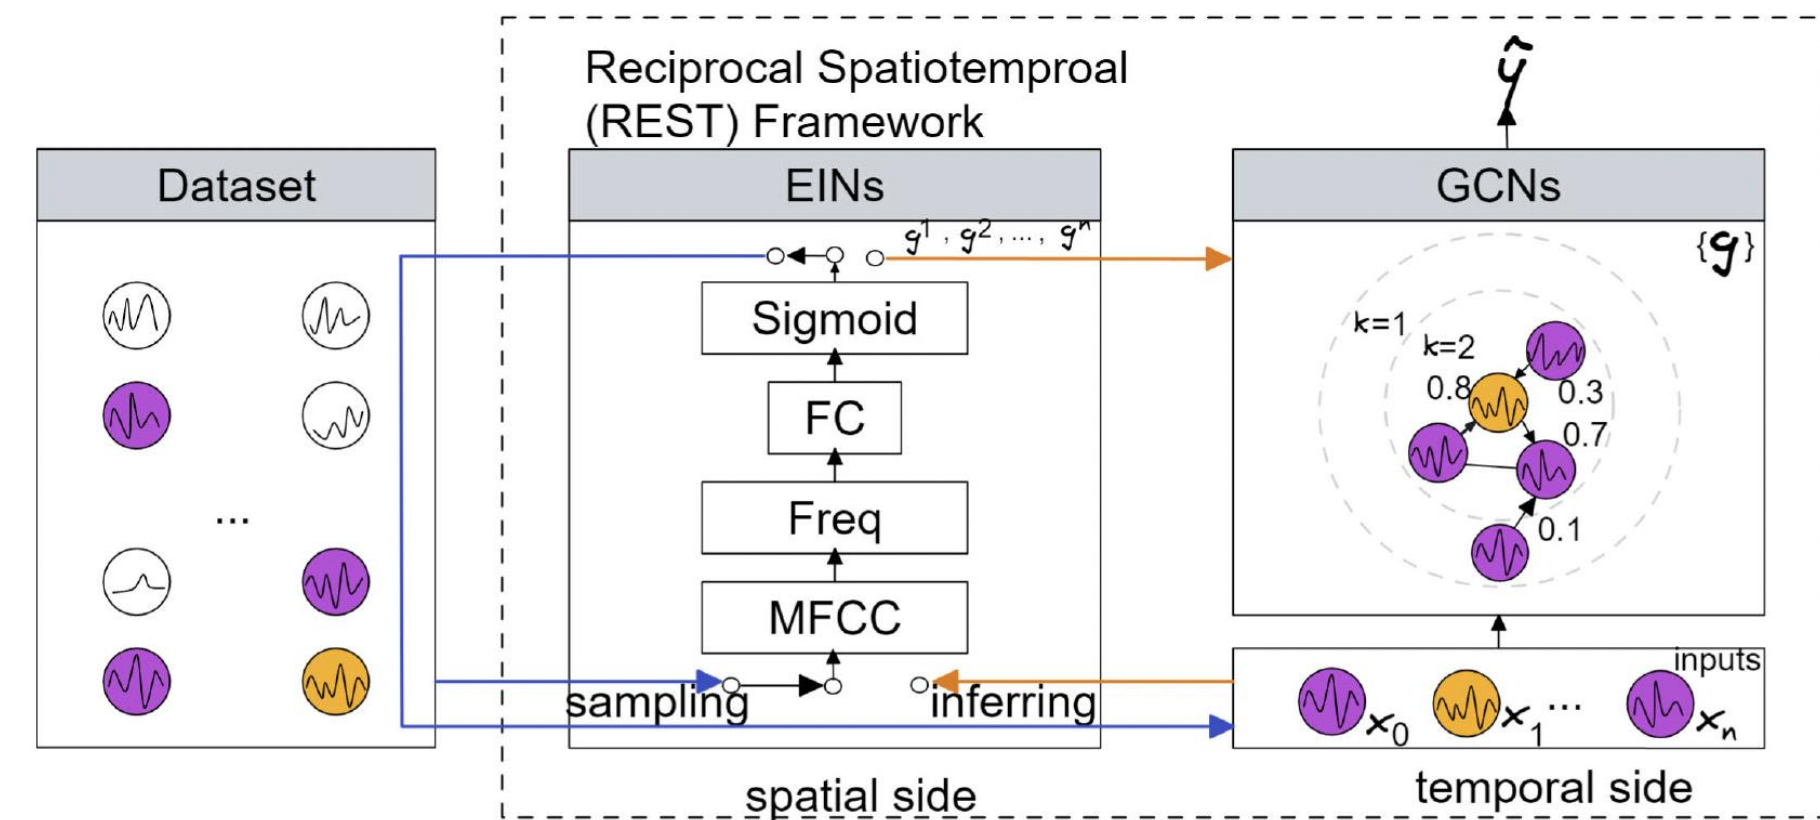 Reciprocal Spatiotemproal
(REST) Framework
ỹ
Dataset
EINs
GCNs
g¹ , g² , ... , gⁿ
{g}
Sigmoid
k=1
k=2
0.8
0.3
FC
0.7
...
Freq
0.1
MFCC
inputs
sampling
inferring
x₀
x₁
...
xₙ
spatial side
temporal side